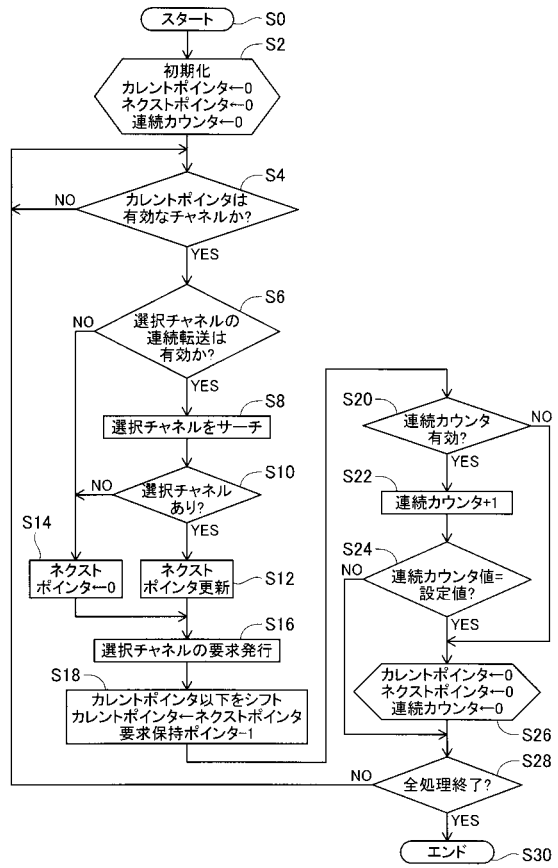 スタート
S0
S2
初期化
カレントポインタ←0
ネクストポインタ←0
連続カウンタ←0
S4
カレントポインタは
有効なチャネルか?
NO
YES
S6
選択チャネルの
連続転送は
有効か?
NO
YES
S8
選択チャネルをサーチ
S10
選択チャネル
あり?
NO
YES
S14
ネクスト
ポインタ←0
ネクスト
ポインタ更新
S12
S16
選択チャネルの要求発行
S18
カレントポインタ以下をシフト
カレントポインタ←ネクストポインタ
要求保持ポインタ-1
S20
連続カウンタ
有効?
NO
YES
S22
連続カウンタ+1
S24
連続カウンタ値=
設定値?
NO
YES
カレントポインタ←0
ネクストポインタ←0
連続カウンタ←0
S26
S28
全処理終了?
NO
YES
エンド
S30